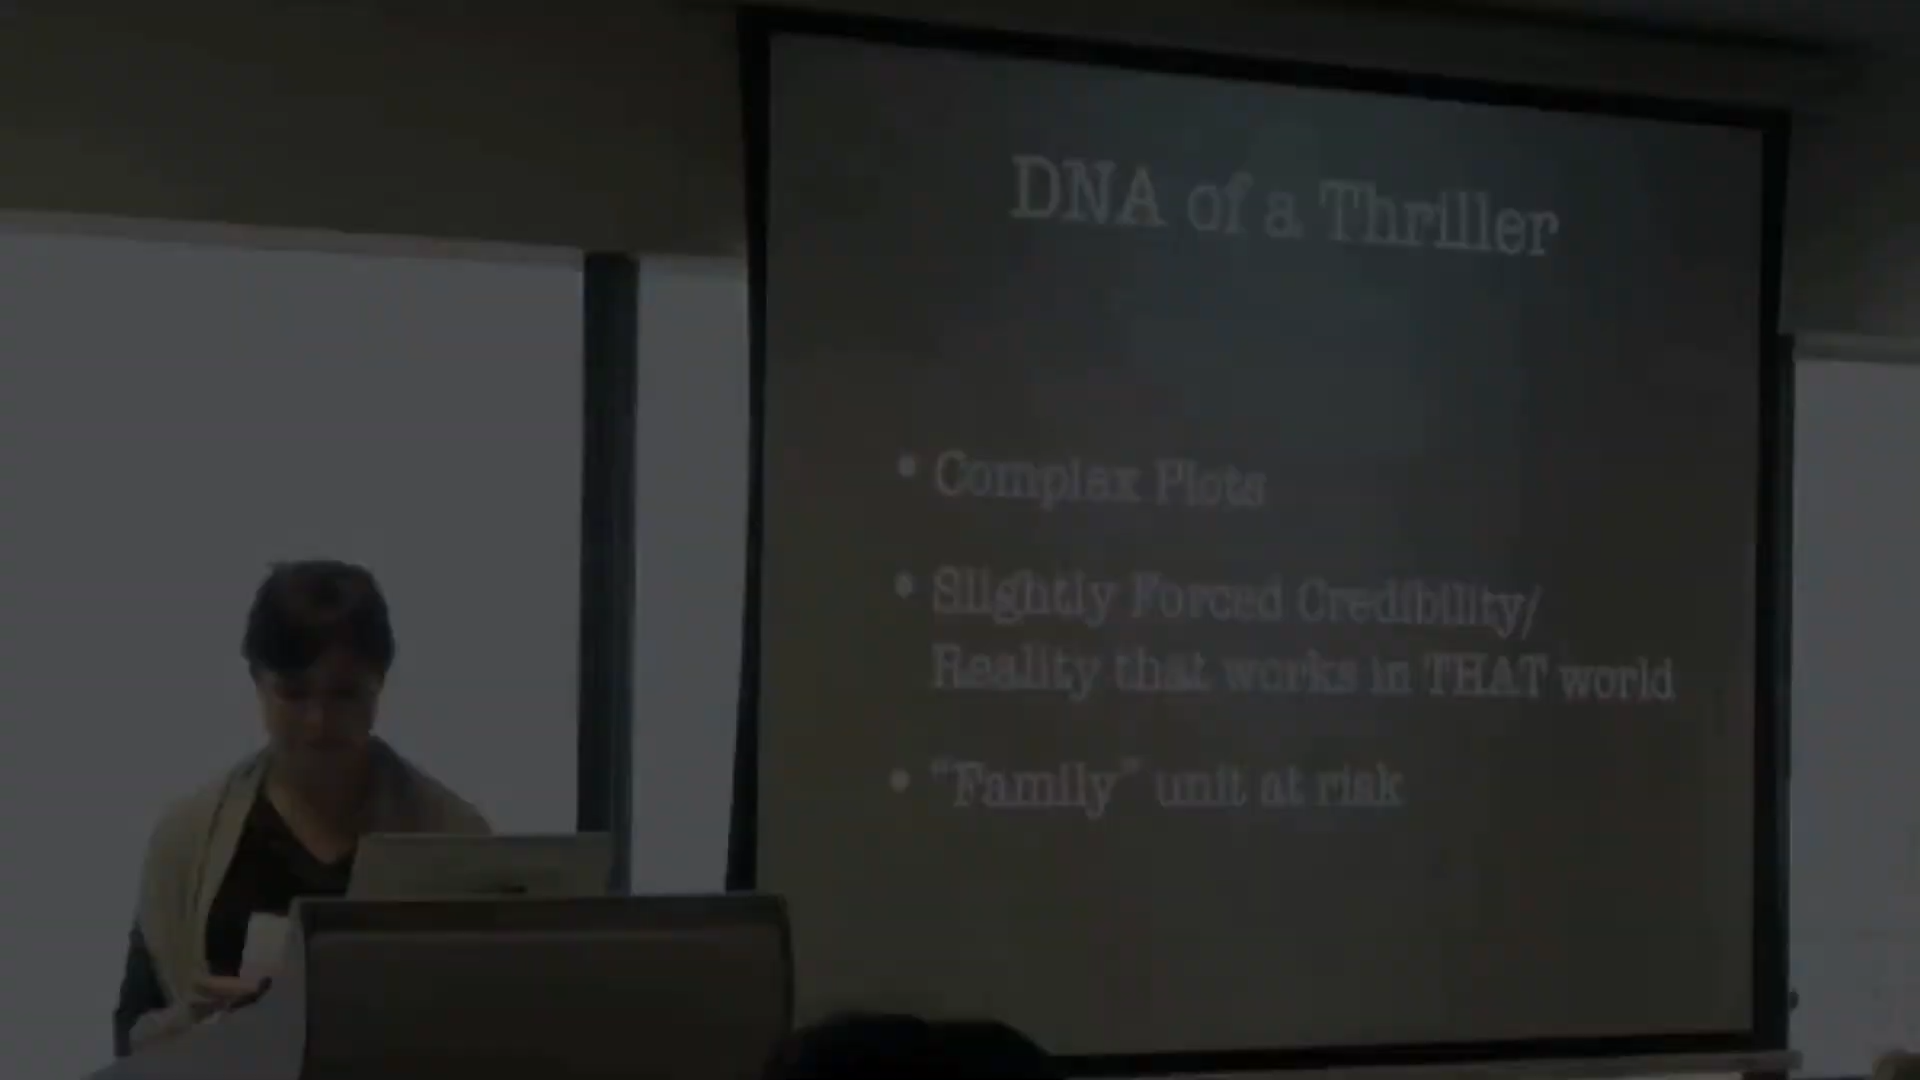 DNA of a Thriller
• Complex Plots
• Slightly Forced Credibility/
Reality that works in THAT world
• “Family” unit at risk